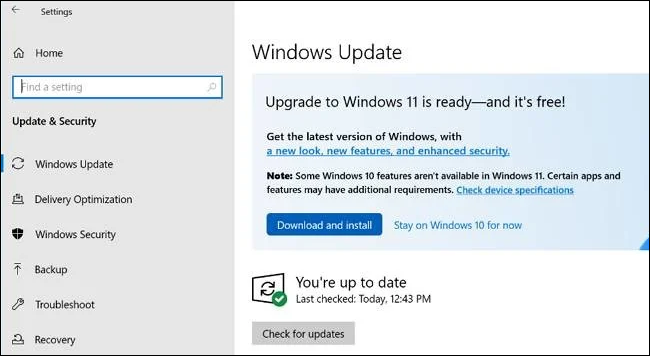 Settings
Home
Find a setting
Update & Security
Windows Update
Delivery Optimization
Windows Security
Backup
Troubleshoot
Recovery
Windows Update
Upgrade to Windows 11 is ready—and it's free!
Get the latest version of Windows, with
a new look, new features, and enhanced security.
Note: Some Windows 10 features aren't available in Windows 11. Certain apps and
features may have additional requirements. Check device specifications
Download and install Stay on Windows 10 for now
You're up to date
Last checked: Today, 12:43 PM
Check for updates